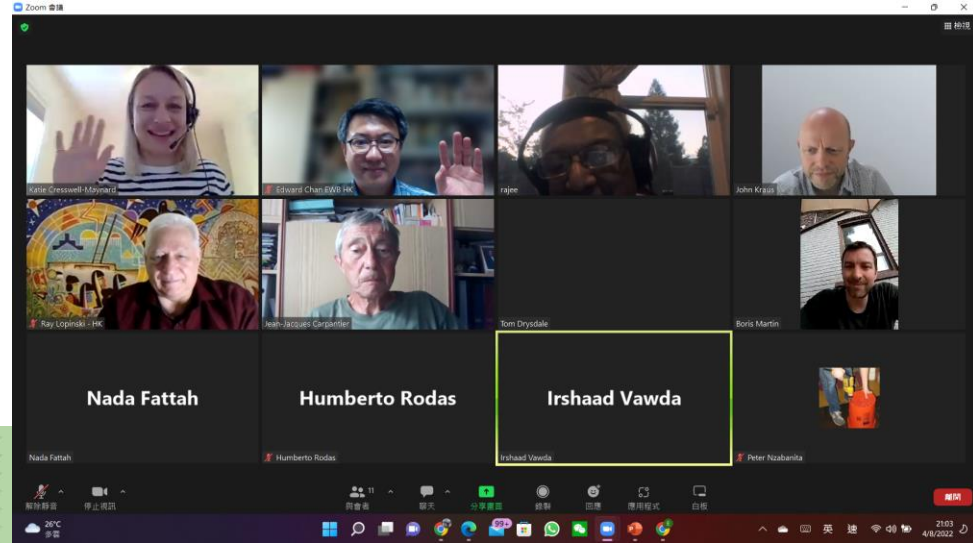 Zoom 會議
檢視
Katie Cresswell-Maynard
Edward Chan EWB HK
rajee
John Kraus
Ray Lopinski - HK
Jean-Jacques Carpantier
Tom Drysdale
Boris Martin
Nada Fattah
Humberto Rodas
Irshaad Vawda
Nada Fattah
Humberto Rodas
Irshaad Vawda
Peter Nzabanita
解除靜音
停止視訊
11
與會者
聊天
分享畫面
錄製
回應
應用程式
白板
離開
26°C
多雲
99+
英
速
21:03
4/8/2022